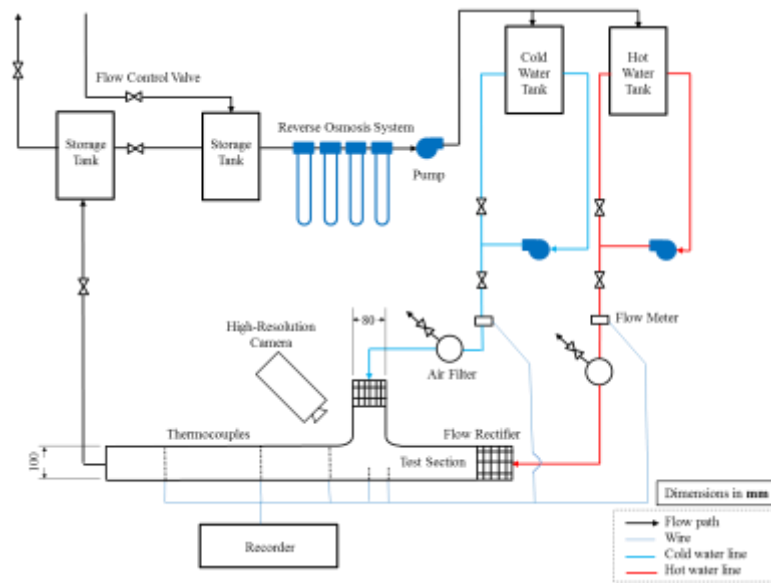 Cold
Water
Tank
Hot
Water
Tank
Flow Control Valve
Storage
Tank
Storage
Tank
Reverse Osmosis System
Pump
80
High-Resolution
Camera
Flow Meter
Air Filter
Thermocouples
Flow Rectifier
100
Test Section
Dimensions in mm
Recorder
Flow path
Wire
Cold water line
Hot water line